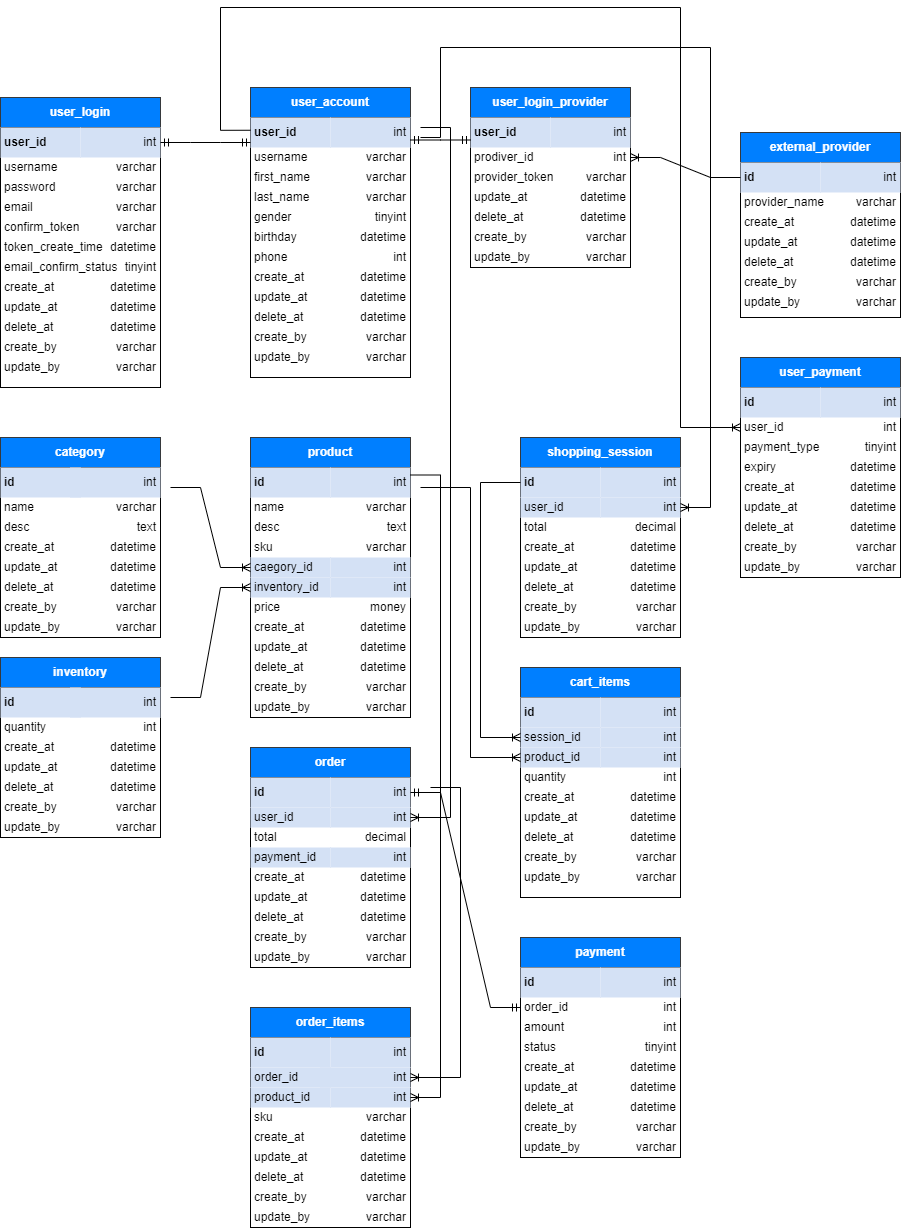 user_login
user_id int
username varchar
password varchar
email varchar
confirm_token varchar
token_create_time datetime
email_confirm_status tinyint
create_at datetime
update_at datetime
delete_at datetime
create_by varchar
update_by varchar
user_account
user_id int
username varchar
first_name varchar
last_name varchar
gender tinyint
birthday datetime
phone int
create_at datetime
update_at datetime
delete_at datetime
create_by varchar
update_by varchar
user_login_provider
user_id int
prodiver_id int
provider_token varchar
update_at datetime
delete_at datetime
create_by varchar
update_by varchar
external_provider
id int
provider_name varchar
create_at datetime
update_at datetime
delete_at datetime
create_by varchar
update_by varchar
user_payment
id int
user_id int
payment_type tinyint
expiry datetime
create_at datetime
update_at datetime
delete_at datetime
create_by varchar
update_by varchar
category
id int
name varchar
desc text
create_at datetime
update_at datetime
delete_at datetime
create_by varchar
update_by varchar
product
id int
name varchar
desc text
sku varchar
caegory_id int
inventory_id int
price money
create_at datetime
update_at datetime
delete_at datetime
create_by varchar
update_by varchar
shopping_session
id int
user_id int
total decimal
create_at datetime
update_at datetime
delete_at datetime
create_by varchar
update_by varchar
inventory
id int
quantity int
create_at datetime
update_at datetime
delete_at datetime
create_by varchar
update_by varchar
cart_items
id int
session_id int
product_id int
quantity int
create_at datetime
update_at datetime
delete_at datetime
create_by varchar
update_by varchar
order
id int
user_id int
total decimal
payment_id int
create_at datetime
update_at datetime
delete_at datetime
create_by varchar
update_by varchar
payment
id int
order_id int
amount int
status tinyint
create_at datetime
update_at datetime
delete_at datetime
create_by varchar
update_by varchar
order_items
id int
order_id int
product_id int
sku varchar
create_at datetime
update_at datetime
delete_at datetime
create_by varchar
update_by varchar